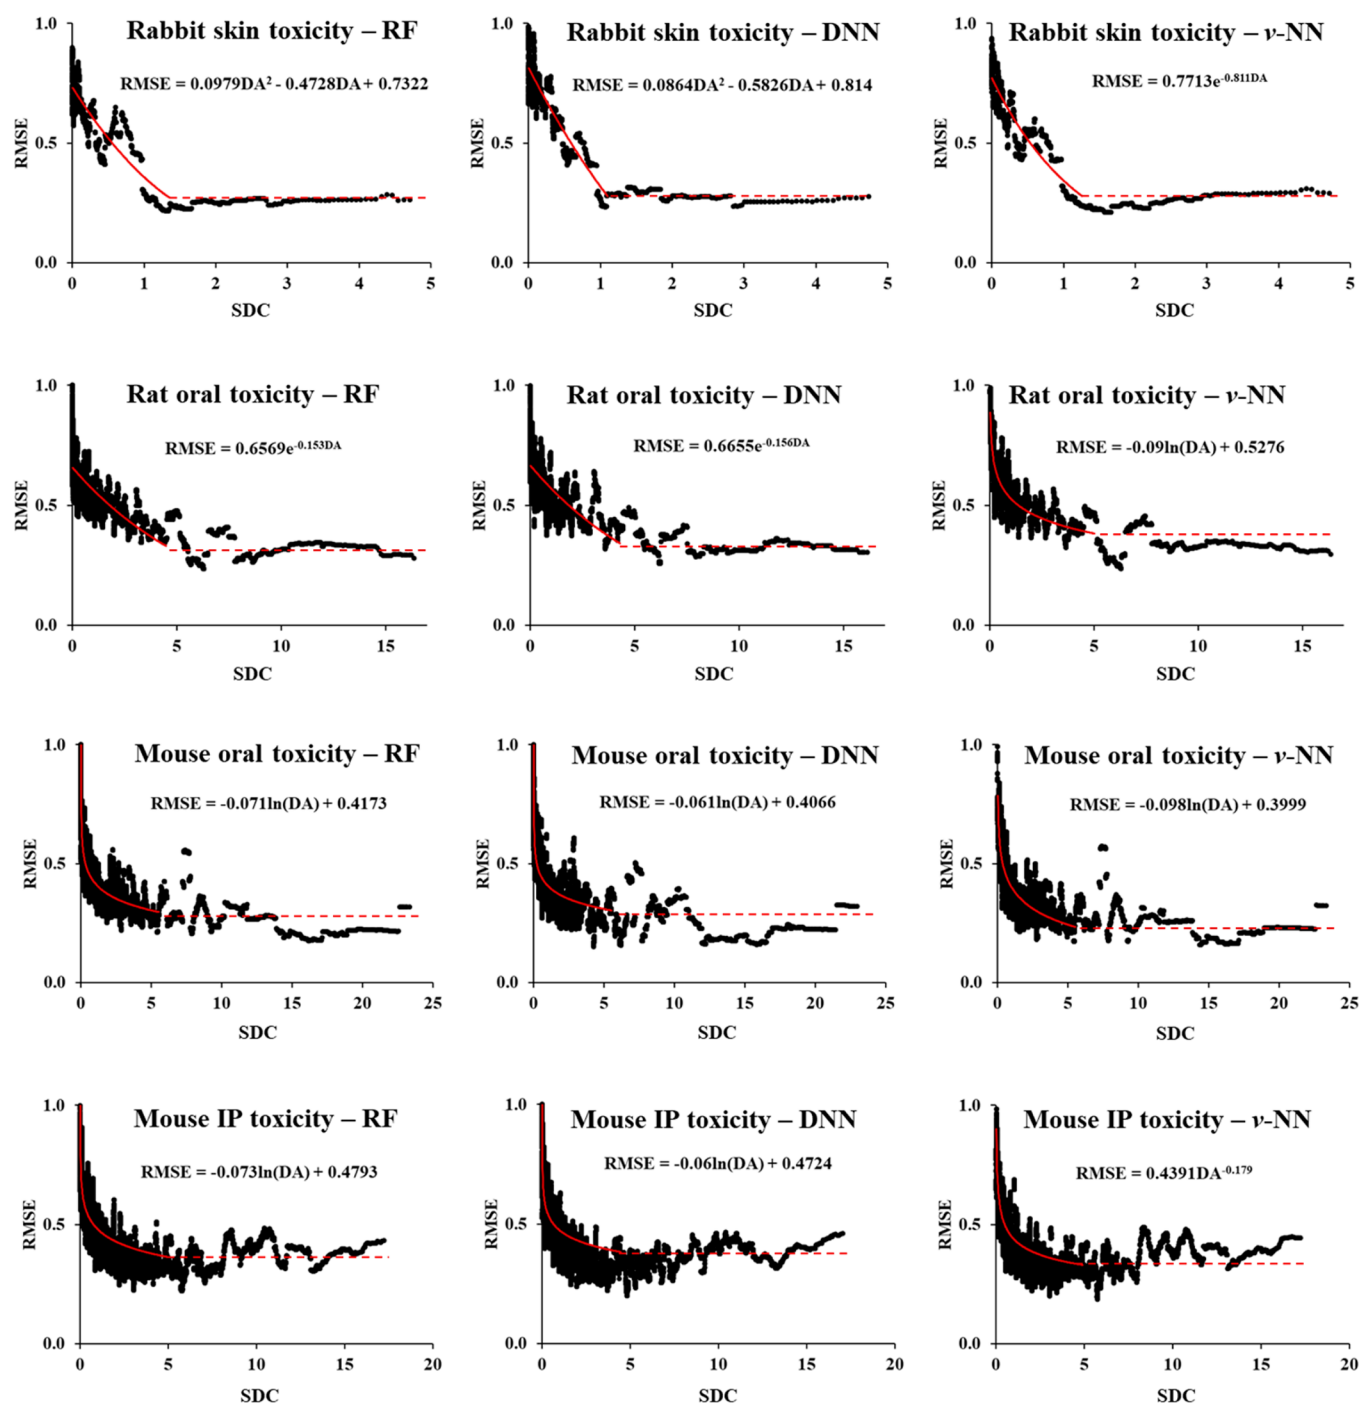 Rabbit skin toxicity – RF
RMSE = 0.0979DA² - 0.4728DA + 0.7322
1.0
0.5
0.0
RMSE
0 1 2 3 4 5
SDC
Rabbit skin toxicity – DNN
RMSE = 0.0864DA² - 0.5826DA + 0.814
1.0
0.5
0.0
RMSE
0 1 2 3 4 5
SDC
Rabbit skin toxicity – v-NN
RMSE = 0.7713e^-0.811DA
1.0
0.5
0.0
RMSE
0 1 2 3 4 5
SDC
Rat oral toxicity – RF
RMSE = 0.6569e^-0.153DA
1.0
0.5
0.0
RMSE
0 5 10 15
SDC
Rat oral toxicity – DNN
RMSE = 0.6655e^-0.156DA
1.0
0.5
0.0
RMSE
0 5 10 15
SDC
Rat oral toxicity – v-NN
RMSE = -0.09ln(DA) + 0.5276
1.0
0.5
0.0
RMSE
0 5 10 15
SDC
Mouse oral toxicity – RF
RMSE = -0.071ln(DA) + 0.4173
1.0
0.5
0.0
RMSE
0 5 10 15 20 25
SDC
Mouse oral toxicity – DNN
RMSE = -0.061ln(DA) + 0.4066
1.0
0.5
0.0
RMSE
0 5 10 15 20 25
SDC
Mouse oral toxicity – v-NN
RMSE = -0.098ln(DA) + 0.3999
1.0
0.5
0.0
RMSE
0 5 10 15 20 25
SDC
Mouse IP toxicity – RF
RMSE = -0.073ln(DA) + 0.4793
1.0
0.5
0.0
RMSE
0 5 10 15 20
SDC
Mouse IP toxicity – DNN
RMSE = -0.06ln(DA) + 0.4724
1.0
0.5
0.0
RMSE
0 5 10 15 20
SDC
Mouse IP toxicity – v-NN
RMSE = 0.4391DA^-0.179
1.0
0.5
0.0
RMSE
0 5 10 15 20
SDC